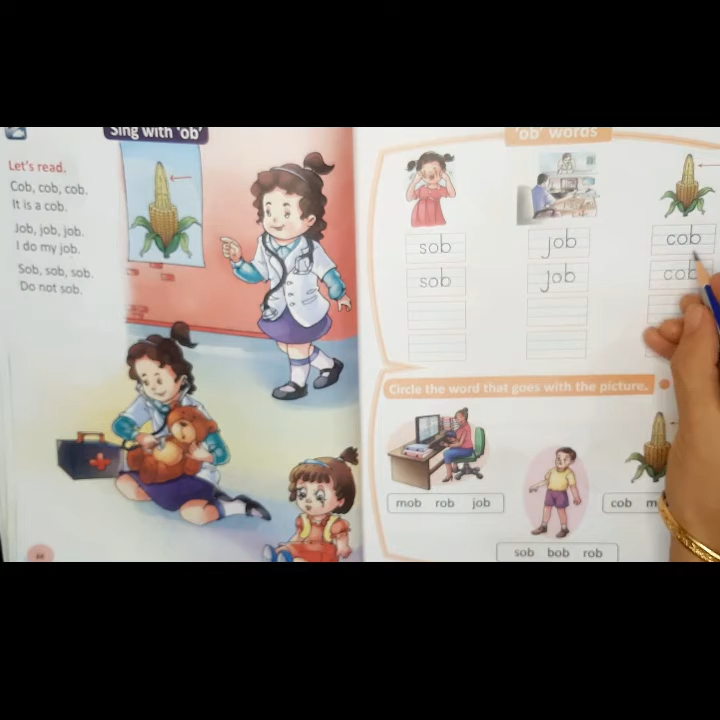 Sing with 'ob'
Let's read.
Cob, cob, cob.
It is a cob.
Job, job, job.
I do my job.
Sob, sob, sob.
Do not sob.
'ob' words
sob job cob
sob job cob
Circle the word that goes with the picture.
mob rob job
cob
sob bob rob